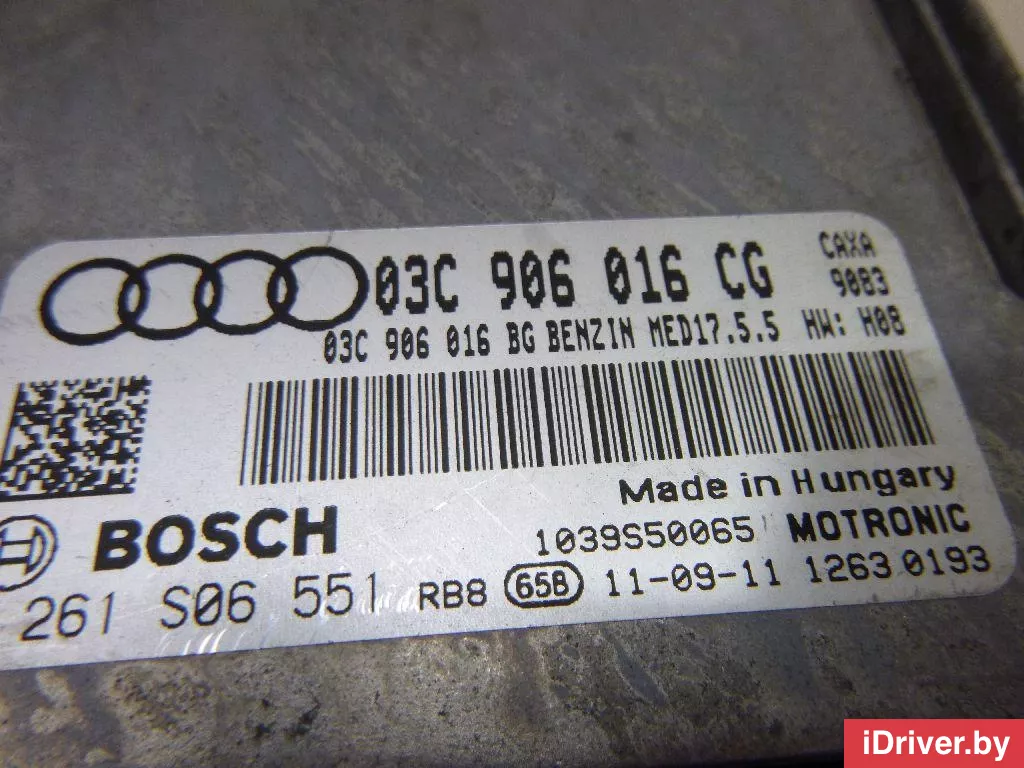 03C 906 016 CG
CAXA
9083
03C 906 016 BG BENZIN MED17.5.5 HW: H08
Made in Hungary
BOSCH
1039S50065 MOTRONIC
261 S06 551 RB8 65B 11-09-11 1263 0193
iDriver.by